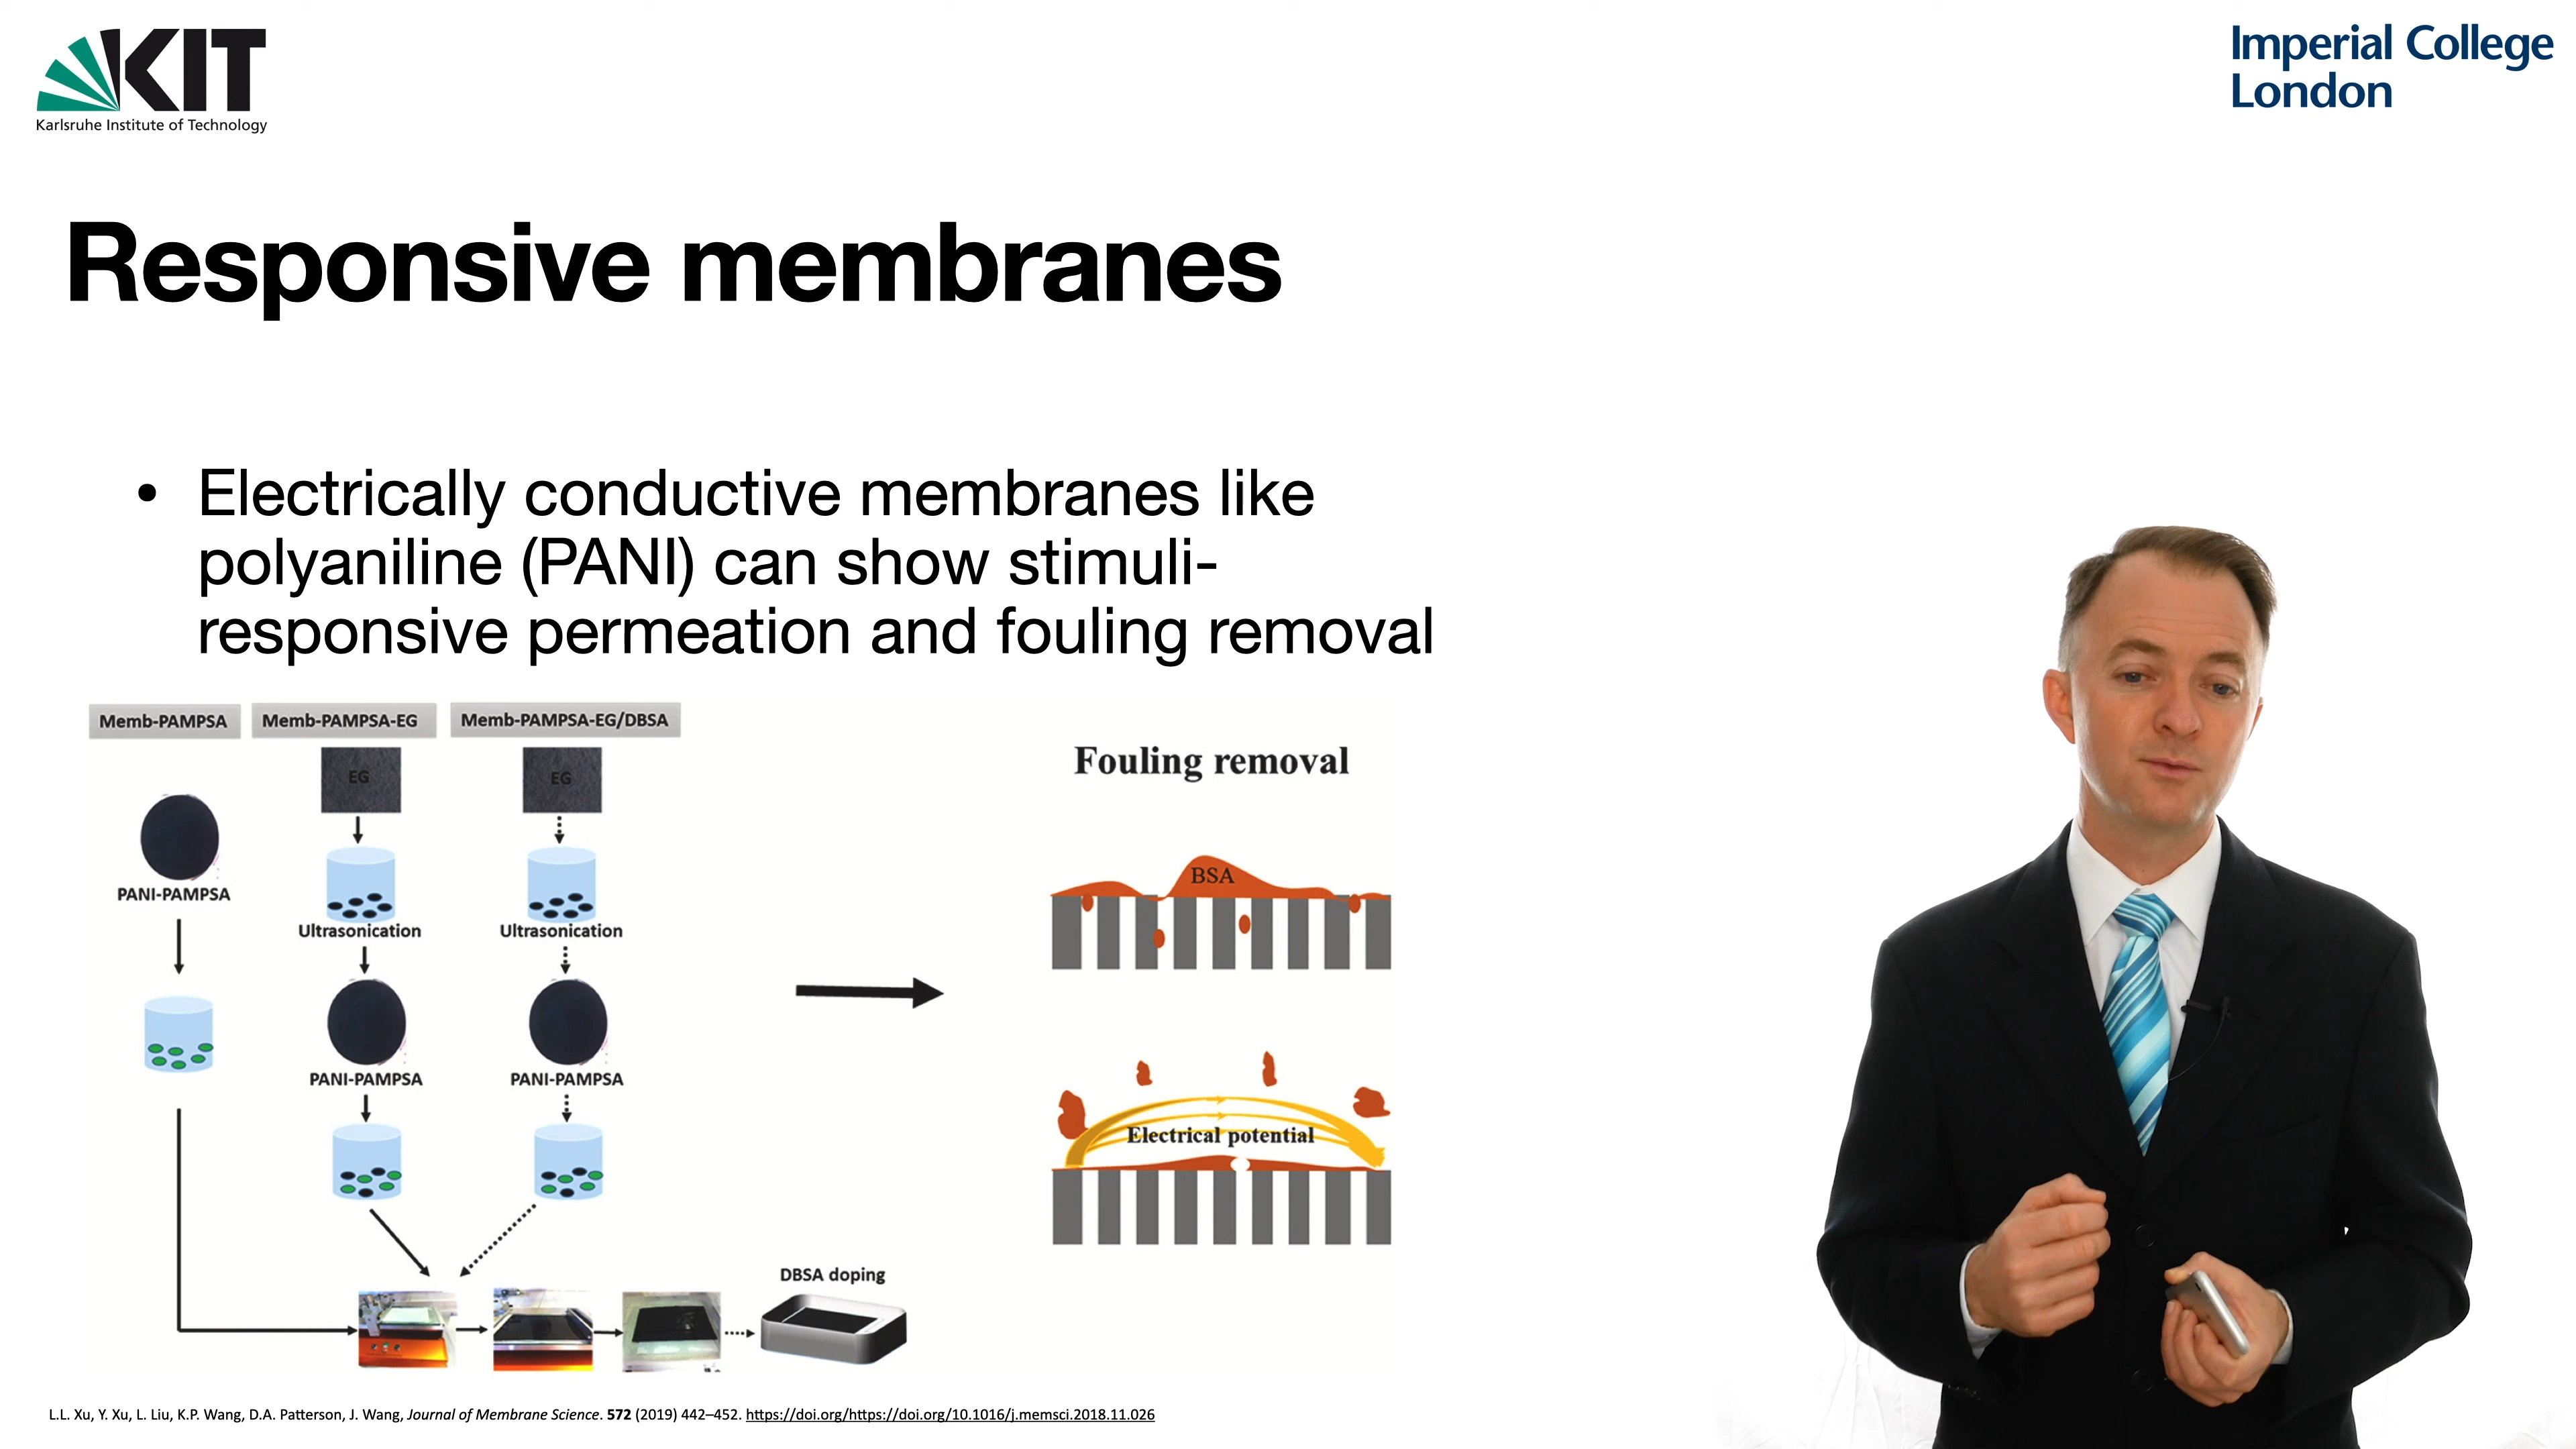 KIT
Karlsruhe Institute of Technology
Imperial College
London
Responsive membranes
• Electrically conductive membranes like
polyaniline (PANI) can show stimuli-
responsive permeation and fouling removal
Memb-PAMPSA
Memb-PAMPSA-EG
Memb-PAMPSA-EG/DBSA
EG
EG
PANI-PAMPSA
Ultrasonication
Ultrasonication
PANI-PAMPSA
PANI-PAMPSA
DBSA doping
Fouling removal
BSA
Electrical potential
L.L. Xu, Y. Xu, L. Liu, K.P. Wang, D.A. Patterson, J. Wang, Journal of Membrane Science. 572 (2019) 442–452. https://doi.org/https://doi.org/10.1016/j.memsci.2018.11.026